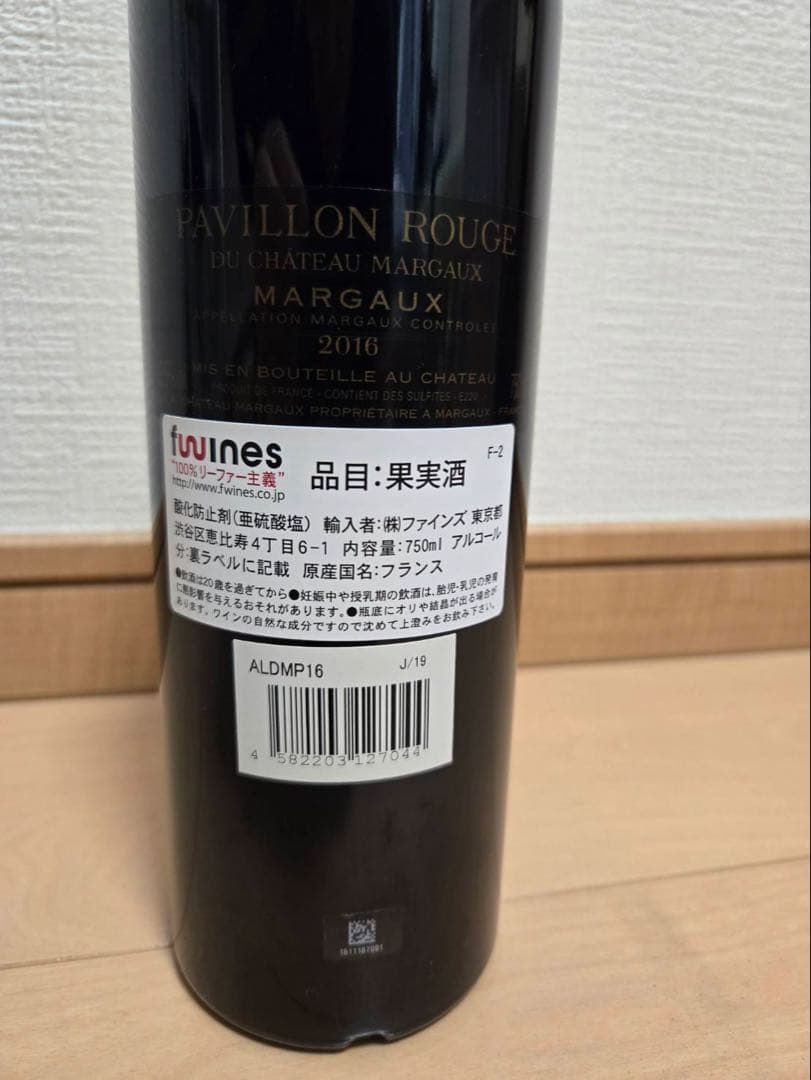 PAVILLON ROUGE
DU CHÂTEAU MARGAUX
MARGAUX
APPELLATION MARGAUX CONTRÔLÉE
2016
MIS EN BOUTEILLE AU CHATEAU
PRODUIT DE FRANCE - CONTIENT DES SULFITES - E220
CHÂTEAU MARGAUX PROPRIÉTAIRE A MARGAUX - FRANCE
fwines
"100%リーファー主義"
http://www.fwines.co.jp
品目：果実酒
F-2
酸化防止剤（亜硫酸塩） 輸入者：㈱ファインズ 東京都
渋谷区恵比寿4丁目6-1 内容量：750ml アルコール
分：裏ラベルに記載 原産国名：フランス
●飲酒は20歳を過ぎてから●妊娠中や授乳期の飲酒は、胎児・乳児の発育
に悪影響を与えるおそれがあります。●瓶底にオリや結晶が出る場合が
あります。ワインの自然な成分ですので沈めて上澄みをお飲み下さい。
ALDMP16 J/19
4 582203 127044